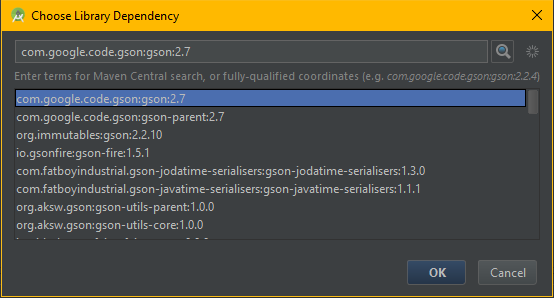 Choose Library Dependency
com.google.code.gson:gson:2.7
Enter terms for Maven Central search, or fully-qualified coordinates (e.g. com.google.code.gson:gson:2.2.4)
com.google.code.gson:gson:2.7
com.google.code.gson:gson-parent:2.7
org.immutables:gson:2.2.10
io.gsonfire:gson-fire:1.5.1
com.fatboyindustrial.gson-jodatime-serialisers:gson-jodatime-serialisers:1.3.0
com.fatboyindustrial.gson-javatime-serialisers:gson-javatime-serialisers:1.1.1
org.aksw.gson:gson-utils-parent:1.0.0
org.aksw.gson:gson-utils-core:1.0.0
OK Cancel